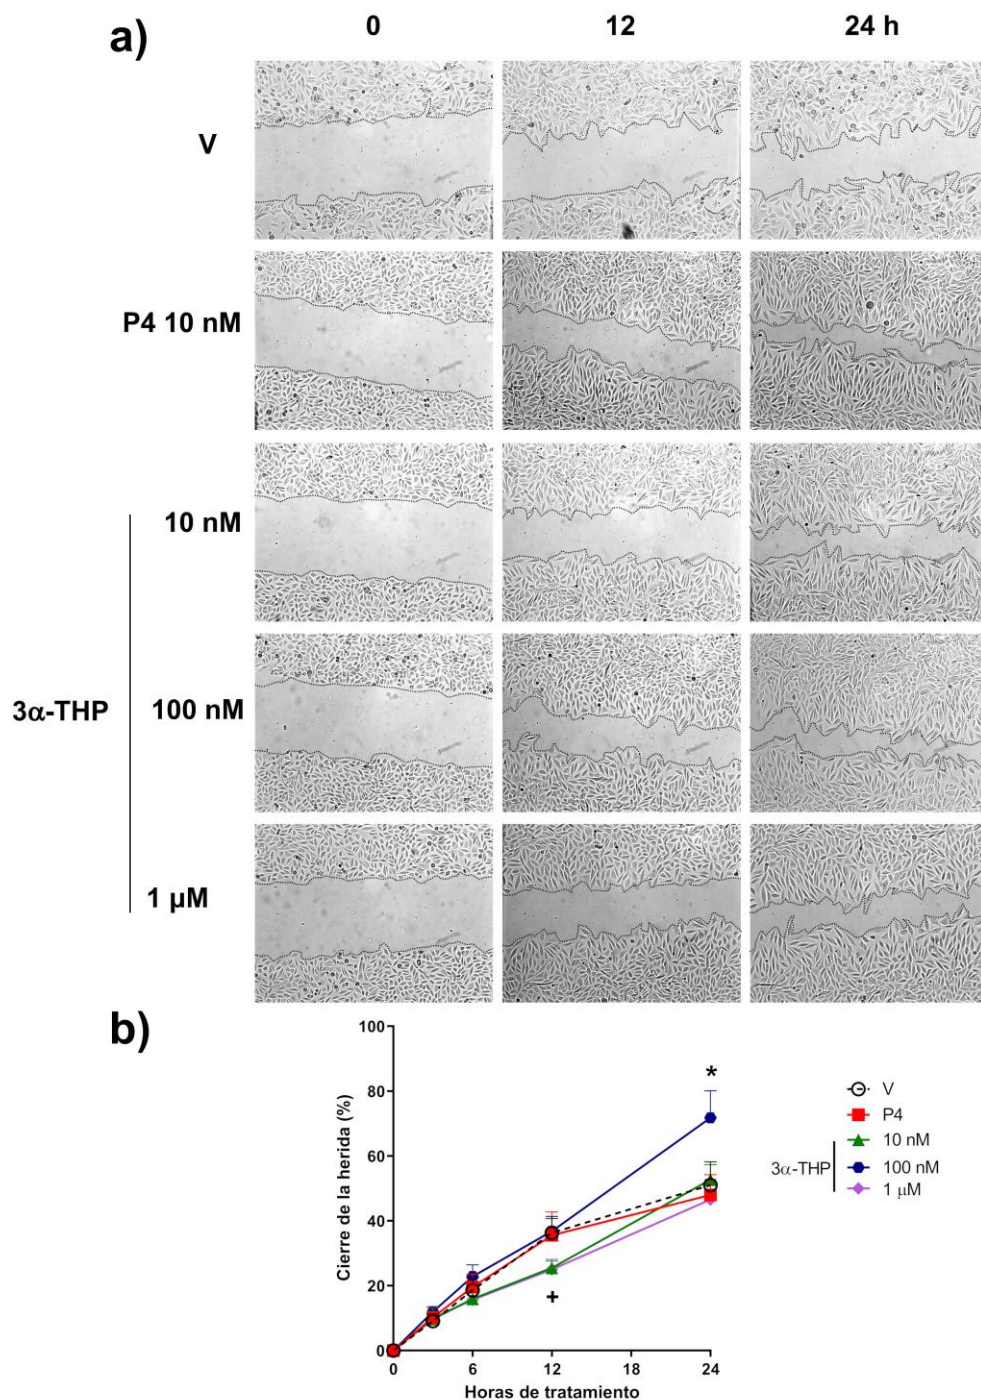 a)
0 12 24 h
V
P4 10 nM
10 nM
3α-THP 100 nM
1 µM
b)
100
80
60
40
20
0
Cierre de la herida (%)
0 6 12 18 24
Horas de tratamiento
*
+
V
P4
10 nM
3α-THP 100 nM
1 µM